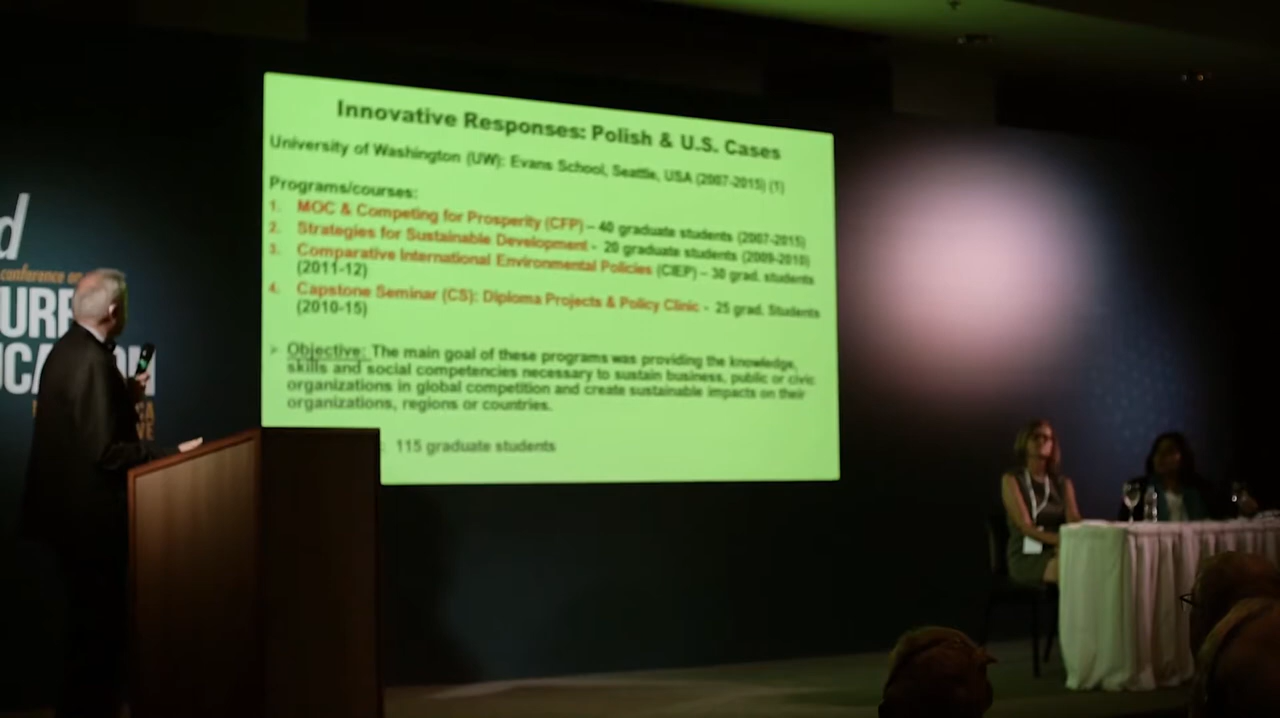 Innovative Responses: Polish & U.S. Cases
University of Washington (UW): Evans School, Seattle, USA (2007-2015) (1)
Programs/courses:
1. MOC & Competing for Prosperity (CFP) – 40 graduate students (2007-2015)
2. Strategies for Sustainable Development - 20 graduate students (2009-2010)
3. Comparative International Environmental Policies (CIEP) – 30 grad. students
(2011-12)
4. Capstone Seminar (CS): Diploma Projects & Policy Clinic - 25 grad. Students
(2010-15)
➢ Objective: The main goal of these programs was providing the knowledge,
skills and social competencies necessary to sustain business, public or civic
organizations in global competition and create sustainable impacts on their
organizations, regions or countries.
: 115 graduate students
d
conference on
URE
UCA